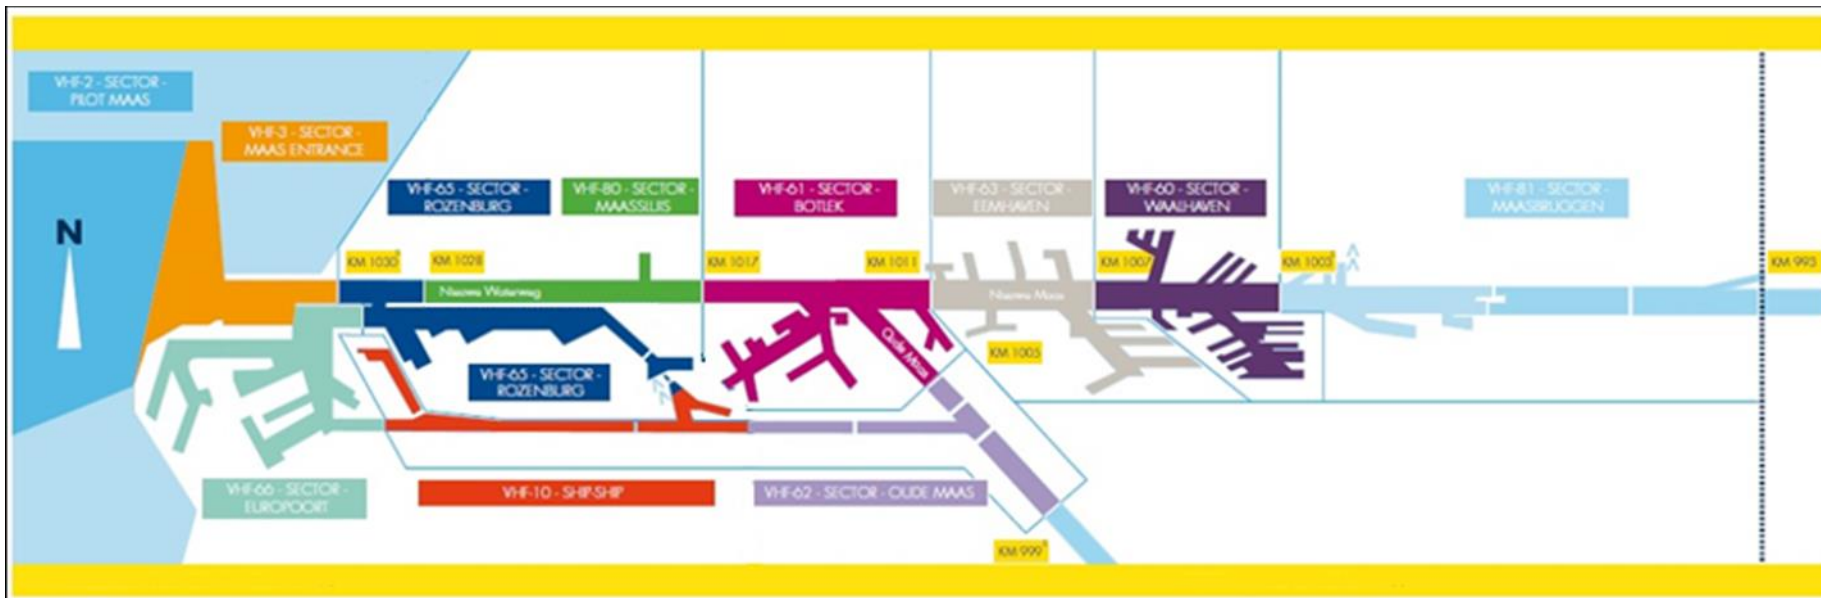 VHF-2 - SECTOR -
PILOT MAAS
VHF-3 - SECTOR -
MAAS ENTRANCE
VHF-65 - SECTOR -
ROZENBURG
VHF-80 - SECTOR -
MAASSLUIS
VHF-61 - SECTOR -
BOTLEK
VHF-63 - SECTOR -
EEMHAVEN
VHF-60 - SECTOR -
WAALHAVEN
VHF-81 - SECTOR -
MAASBRUGGEN
N
KM 1030
KM 1028
KM 1017
KM 1011
KM 1007
KM 1003
KM 993
Nieuwe Waterweg
Nieuwe Maas
Oude Maas
KM 1005
VHF-65 - SECTOR -
ROZENBURG
VHF-66 - SECTOR -
EUROPOORT
VHF-10 - SHIP-SHIP
VHF-62 - SECTOR - OUDE MAAS
KM 999